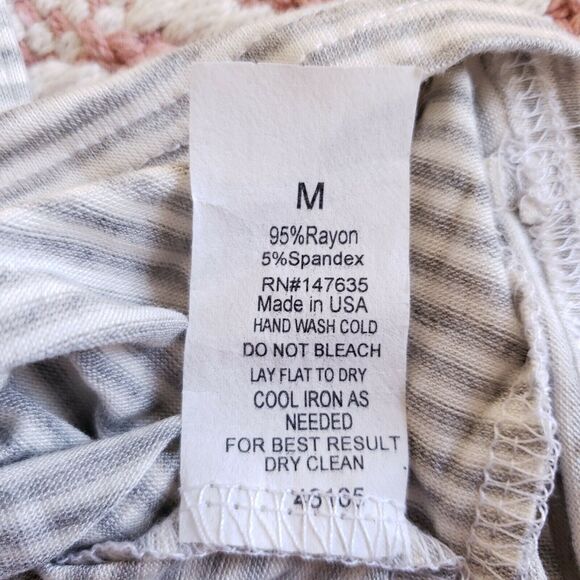 M
95%Rayon
5%Spandex
RN#147635
Made in USA
HAND WASH COLD
DO NOT BLEACH
LAY FLAT TO DRY
COOL IRON AS
NEEDED
FOR BEST RESULT
DRY CLEAN